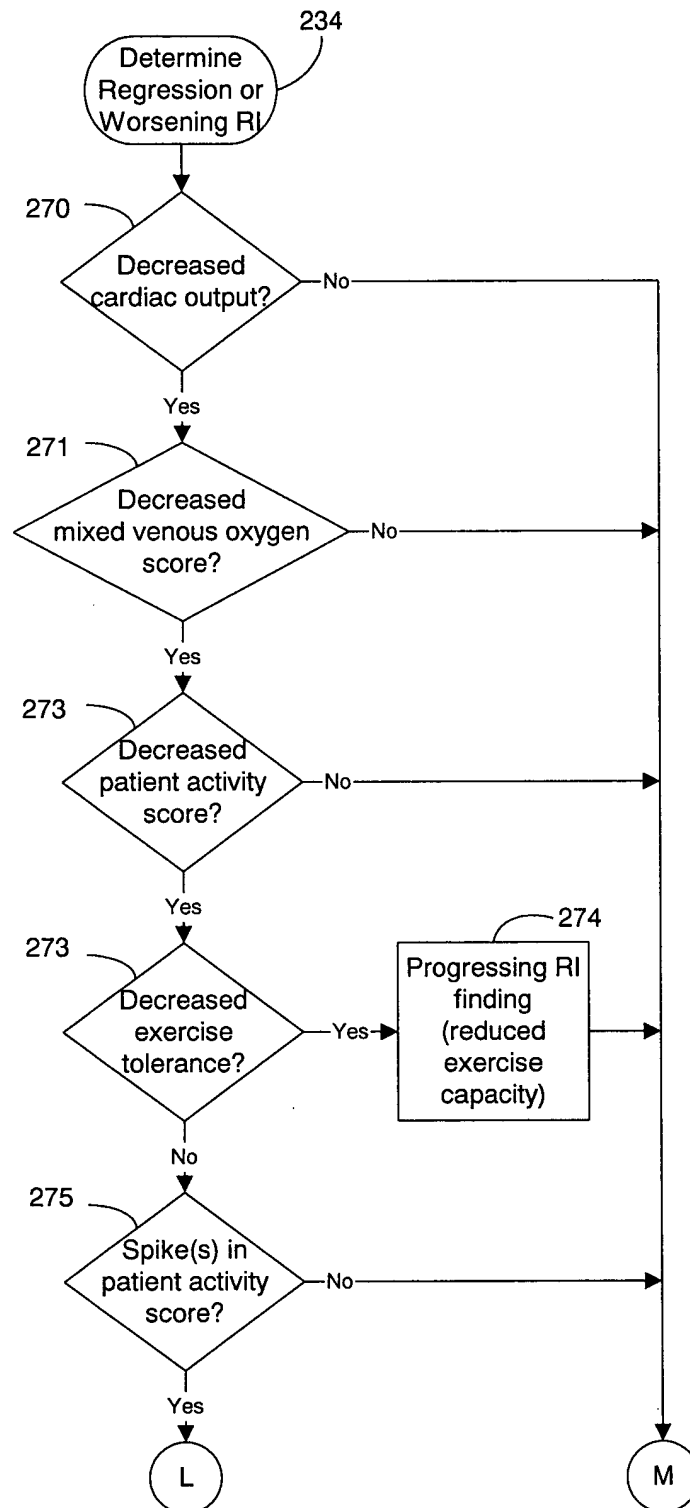 234
Determine
Regression or
Worsening RI
270
Decreased
cardiac output?
No
Yes
271
Decreased
mixed venous oxygen
score?
No
Yes
273
Decreased
patient activity
score?
No
Yes
273
Decreased
exercise
tolerance?
Yes
274
Progressing RI
finding
(reduced
exercise
capacity)
No
275
Spike(s) in
patient activity
score?
No
Yes
L
M